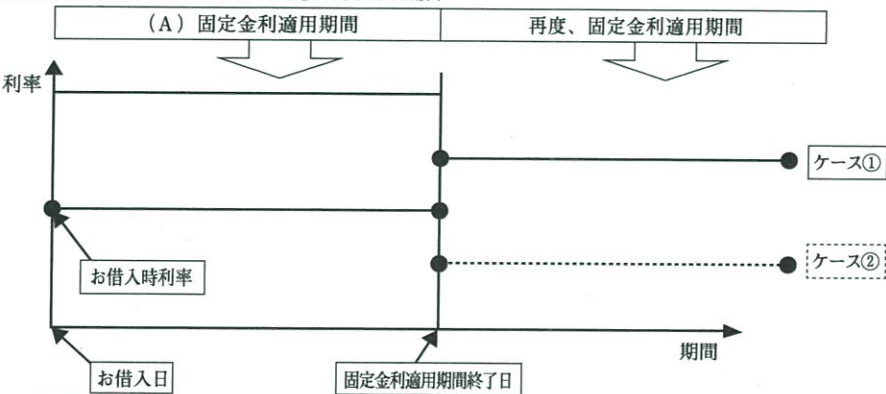 （A）固定金利適用期間
再度、固定金利適用期間
利率
ケース①
お借入時利率
ケース②
期間
お借入日
固定金利適用期間終了日